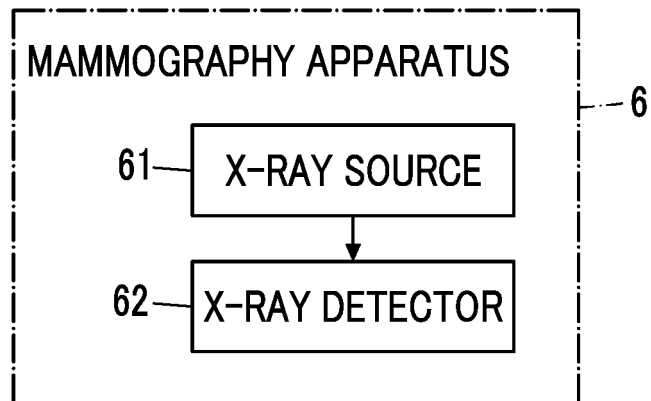 MAMMOGRAPHY APPARATUS
6
61
X-RAY SOURCE
62
X-RAY DETECTOR